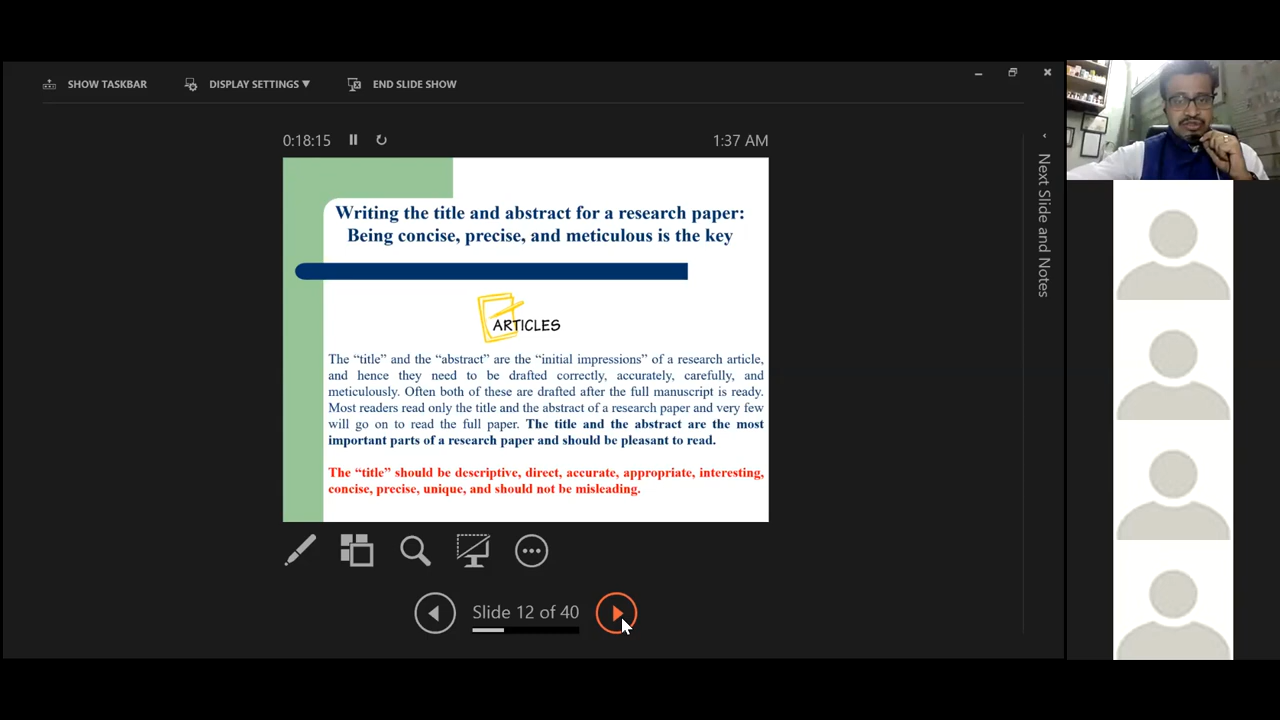 SHOW TASKBAR DISPLAY SETTINGS ▼ END SLIDE SHOW
0:18:15 1:37 AM
Writing the title and abstract for a research paper:
Being concise, precise, and meticulous is the key
ARTICLES
The “title” and the “abstract” are the “initial impressions” of a research article,
and hence they need to be drafted correctly, accurately, carefully, and
meticulously. Often both of these are drafted after the full manuscript is ready.
Most readers read only the title and the abstract of a research paper and very few
will go on to read the full paper. The title and the abstract are the most
important parts of a research paper and should be pleasant to read.
The “title” should be descriptive, direct, accurate, appropriate, interesting,
concise, precise, unique, and should not be misleading.
Slide 12 of 40
Next Slide and Notes